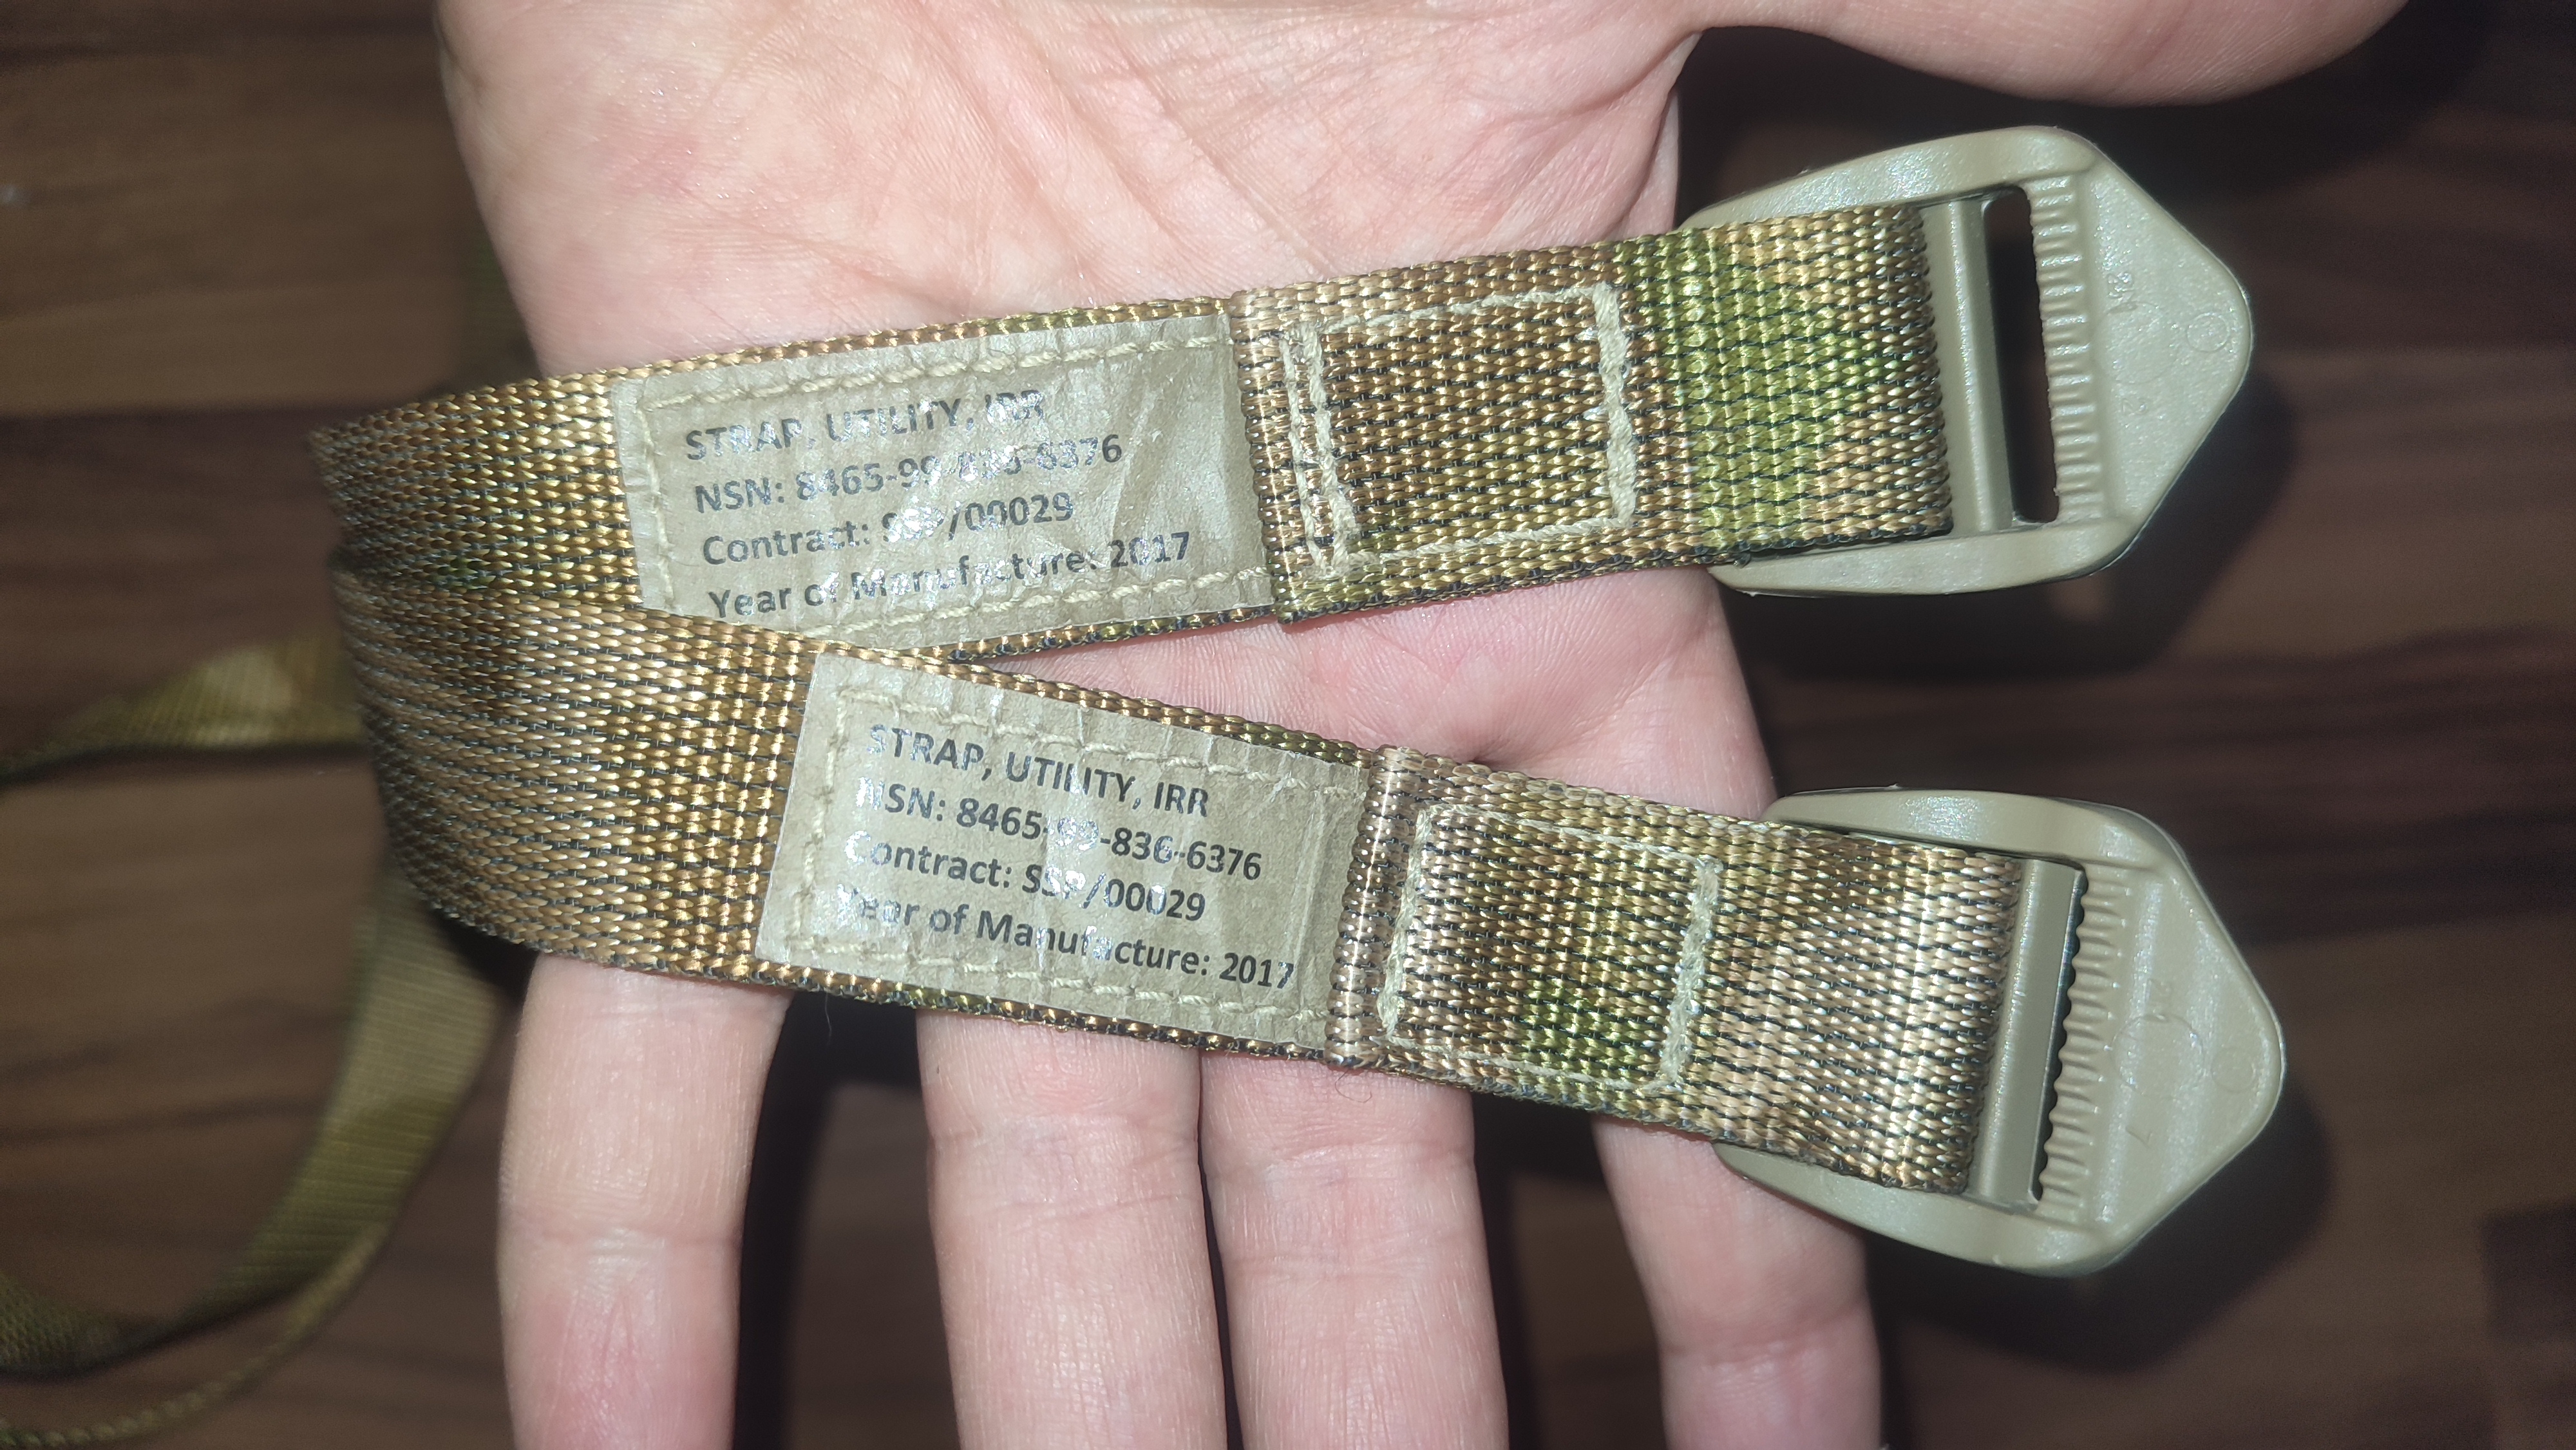 STRAP, UTILITY, IRR
NSN: 8465-99-836-6376
Contract: SSP/00029
Year of Manufacture: 2017
STRAP, UTILITY, IRR
NSN: 8465-99-836-6376
Contract: SSP/00029
Year of Manufacture: 2017